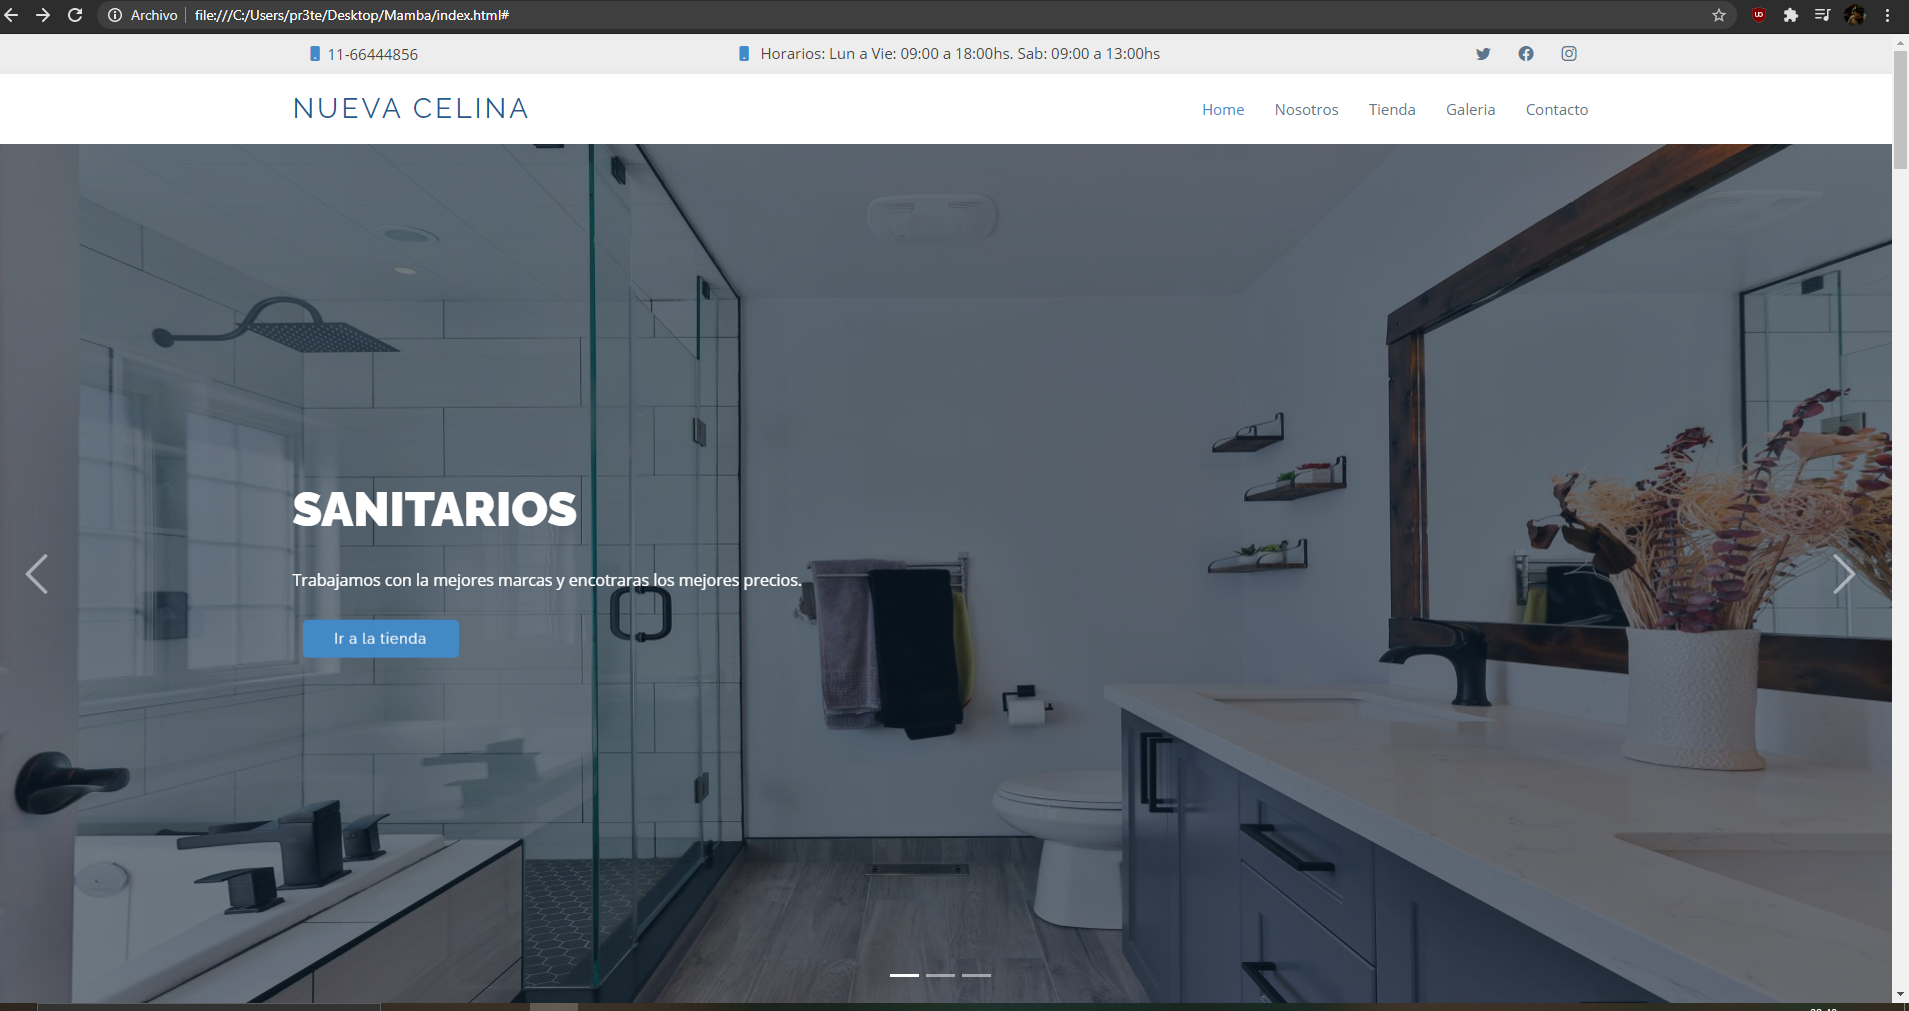 Archivo file:///C:/Users/pr3te/Desktop/Mamba/index.html#
11-66444856 Horarios: Lun a Vie: 09:00 a 18:00hs. Sab: 09:00 a 13:00hs
NUEVA CELINA Home Nosotros Tienda Galeria Contacto
SANITARIOS
Trabajamos con la mejores marcas y encotraras los mejores precios.
Ir a la tienda